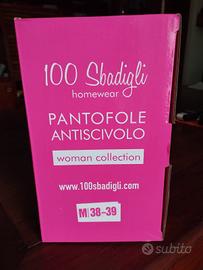 100 Sbadigli
homewear
PANTOFOLE
ANTISCIVOLO
woman collection
www.100sbadigli.com
M 38-39
subito